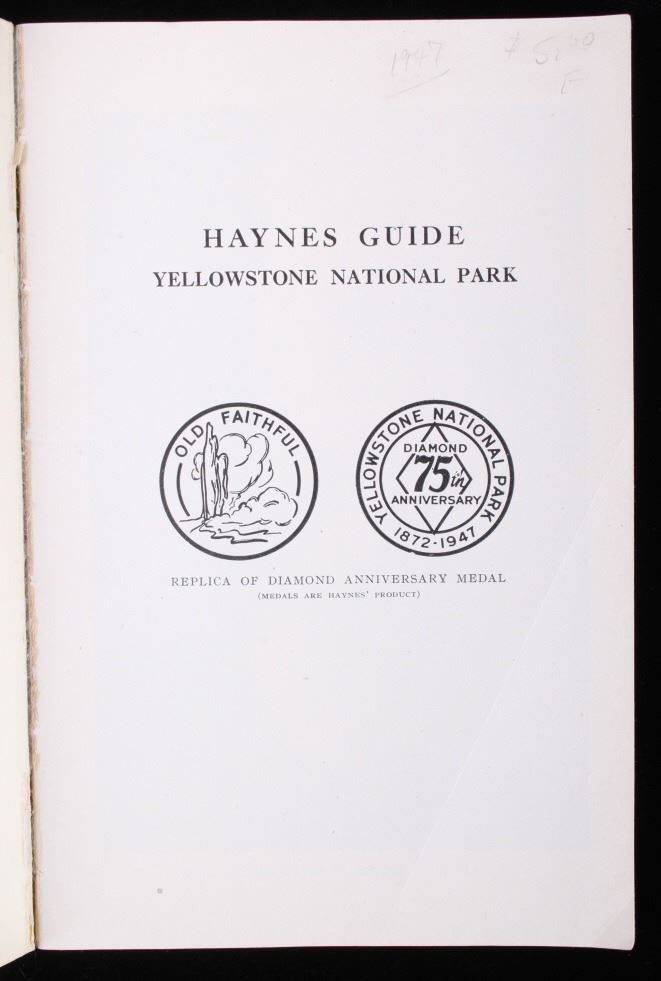 1947 $ 5.00
F
HAYNES GUIDE
YELLOWSTONE NATIONAL PARK
OLD FAITHFUL
YELLOWSTONE NATIONAL PARK
DIAMOND
75th
ANNIVERSARY
1872-1947
REPLICA OF DIAMOND ANNIVERSARY MEDAL
(MEDALS ARE HAYNES' PRODUCT)